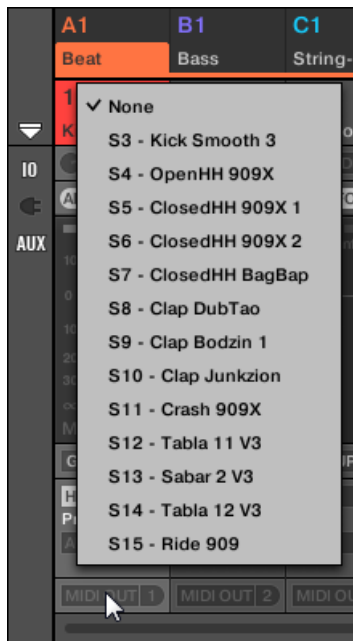 A1 B1 C1
Beat Bass String-
1
K
None
S3 - Kick Smooth 3
S4 - OpenHH 909X
IO
S5 - ClosedHH 909X 1
AUX
S6 - ClosedHH 909X 2
S7 - ClosedHH BagBap
S8 - Clap DubTao
S9 - Clap Bodzin 1
S10 - Clap Junkzion
S11 - Crash 909X
S12 - Tabla 11 V3
S13 - Sabar 2 V3
S14 - Tabla 12 V3
S15 - Ride 909
MIDI OUT 1 MIDI OUT 2 MIDI OU